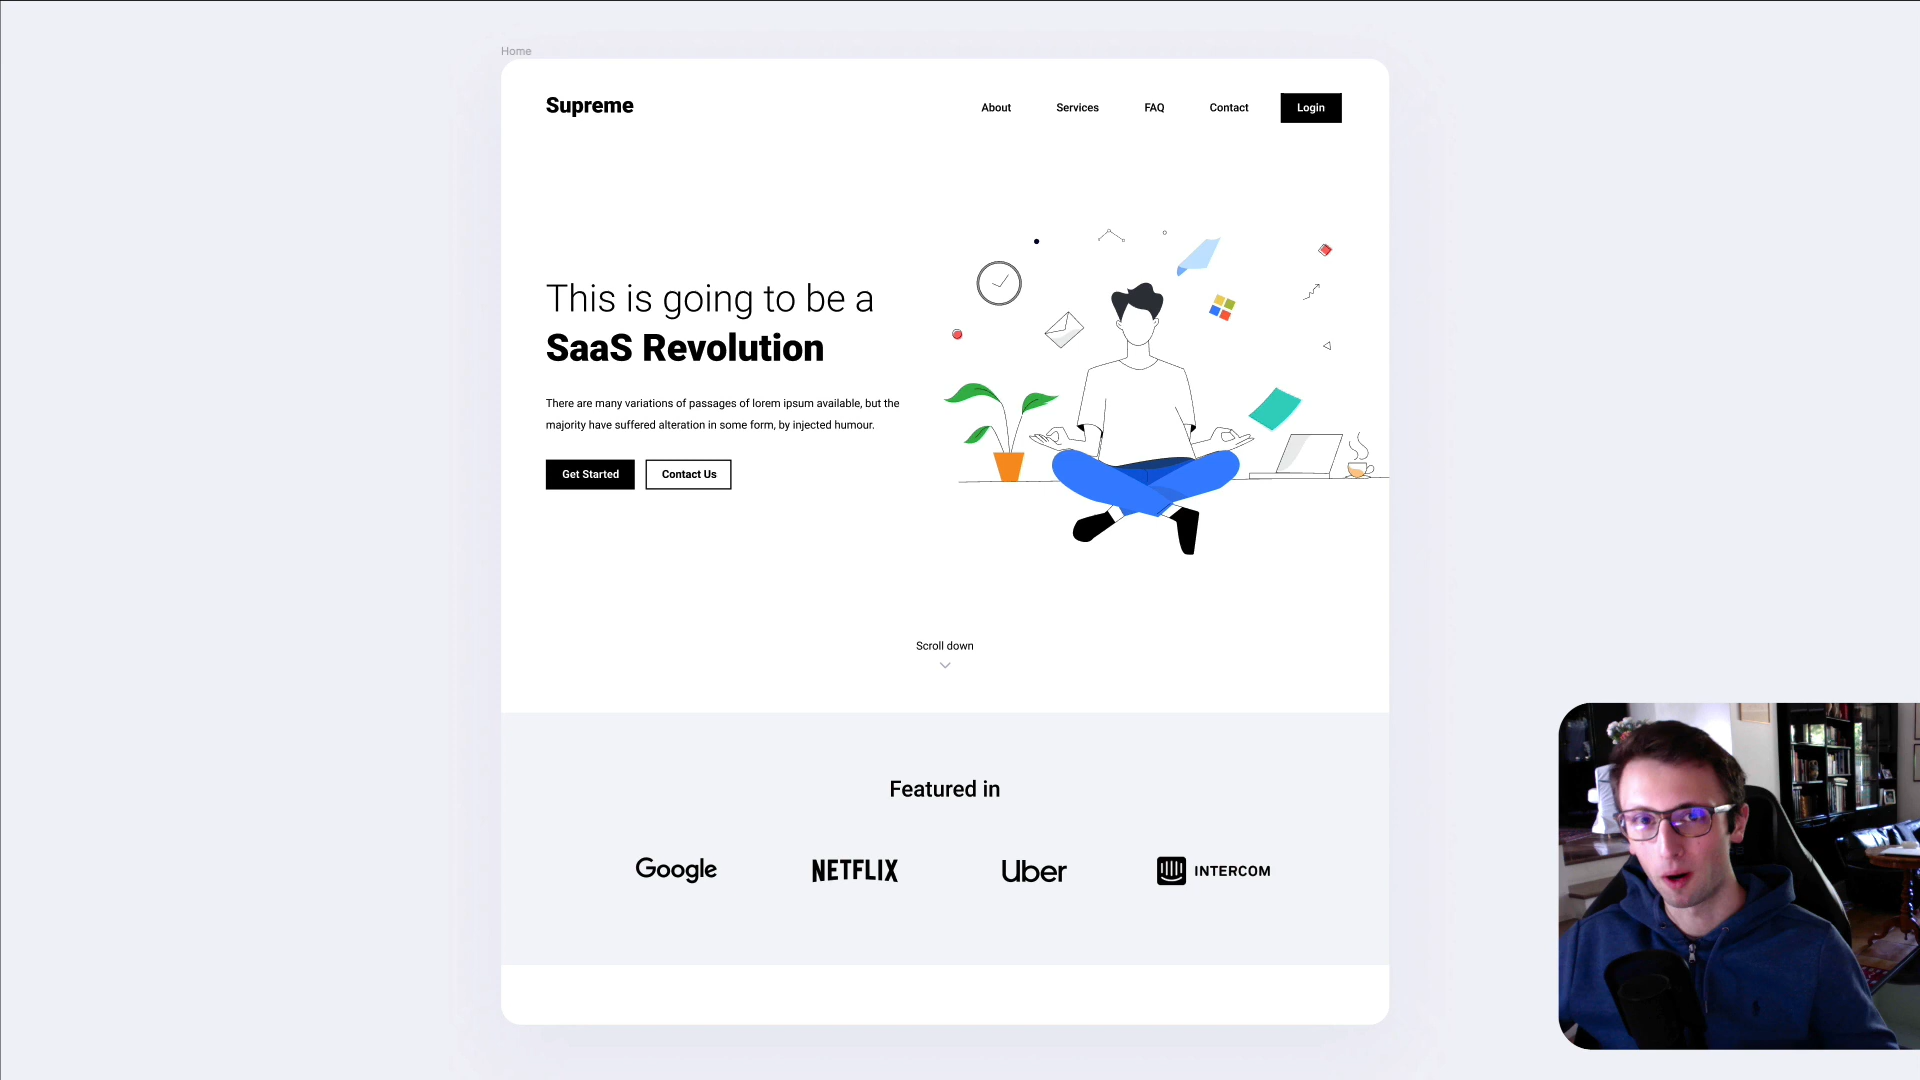 Home
Supreme
About
Services
FAQ
Contact
Login
This is going to be a
SaaS Revolution
There are many variations of passages of lorem ipsum available, but the
majority have suffered alteration in some form, by injected humour.
Get Started
Contact Us
Scroll down
Featured in
Google
NETFLIX
Uber
INTERCOM